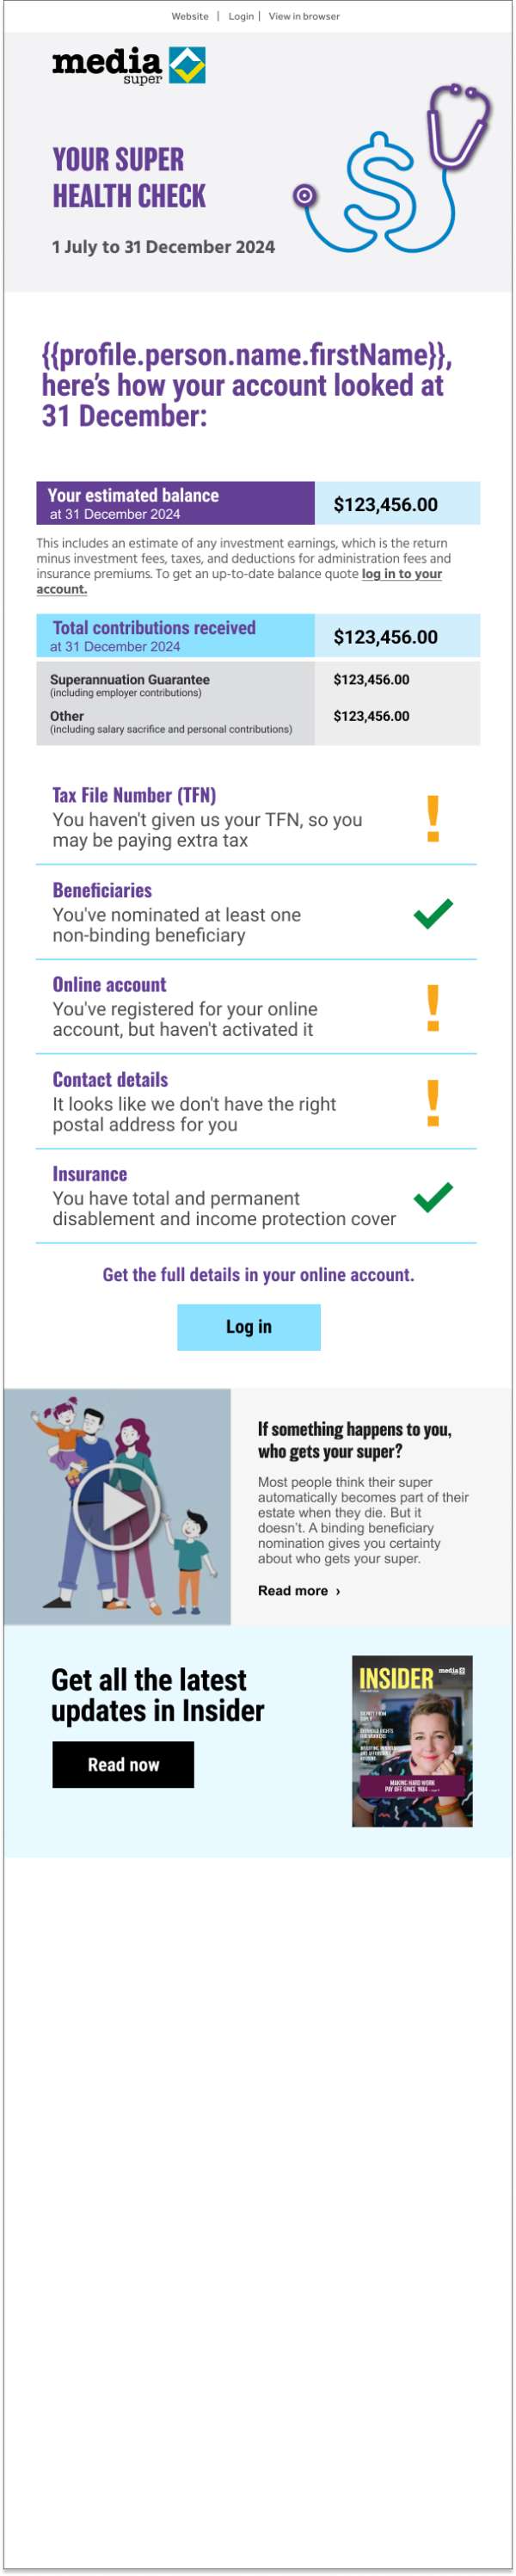 Website | Login | View in browser
media
super
YOUR SUPER
HEALTH CHECK
1 July to 31 December 2024
{{profile.person.name.firstName}},
here's how your account looked at
31 December:
Your estimated balance
at 31 December 2024
$123,456.00
This includes an estimate of any investment earnings, which is the return
minus investment fees, taxes, and deductions for administration fees and
insurance premiums. To get an up-to-date balance quote log in to your
account.
Total contributions received
at 31 December 2024
$123,456.00
Superannuation Guarantee
(including employer contributions)
$123,456.00
Other
(including salary sacrifice and personal contributions)
$123,456.00
Tax File Number (TFN)
You haven't given us your TFN, so you
may be paying extra tax
!
Beneficiaries
You've nominated at least one
non-binding beneficiary
Online account
You've registered for your online
account, but haven't activated it
!
Contact details
It looks like we don't have the right
postal address for you
!
Insurance
You have total and permanent
disablement and income protection cover
Get the full details in your online account.
Log in
If something happens to you,
who gets your super?
Most people think their super
automatically becomes part of their
estate when they die. But it
doesn't. A binding beneficiary
nomination gives you certainty
about who gets your super.
Read more ›
Get all the latest
updates in Insider
Read now
INSIDER
media
MAKING HARD WORK
PAY OFF SINCE 1984